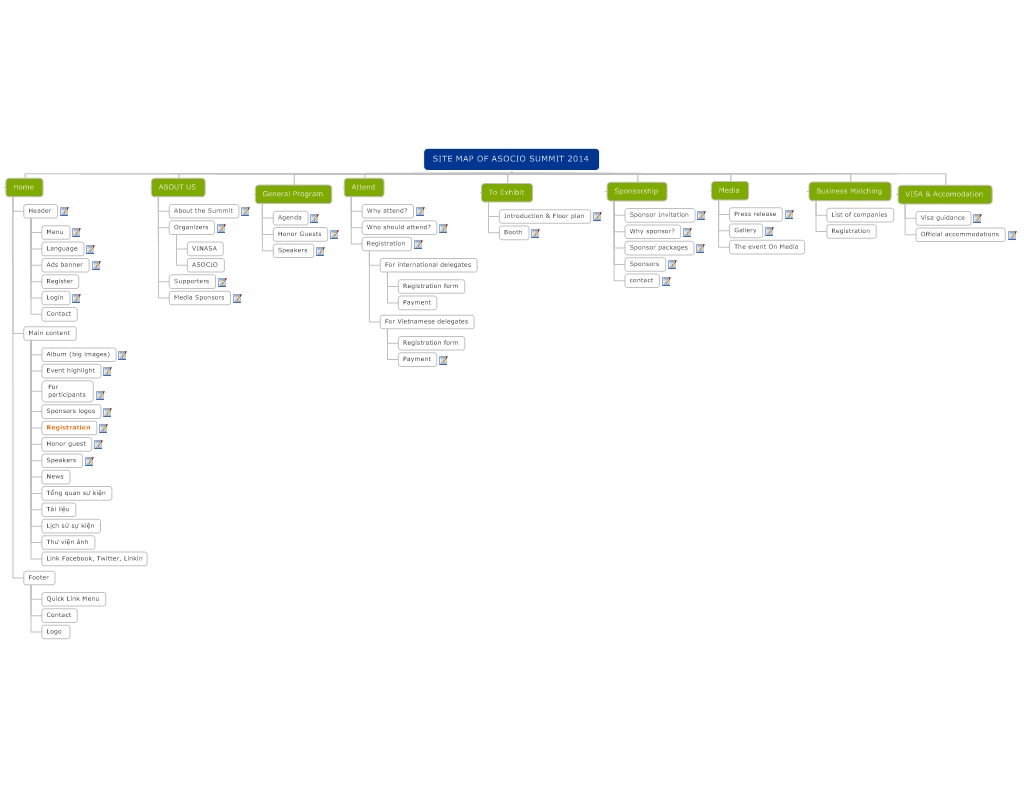 SITE MAP OF ASOCIO SUMMIT 2014
Home
Header
Menu
Language
Ads banner
Register
Login
Contact
Main content
Album (big images)
Event highlight
For
participants
Sponsors logos
Registration
Honor guest
Speakers
News
Tổng quan sự kiện
Tài liệu
Lịch sử sự kiện
Thư viện ảnh
Link Facebook, Twitter, Linkin
Footer
Quick Link Menu
Contact
Logo
ABOUT US
About the Summit
Organizers
VINASA
ASOCIO
Supporters
Media Sponsors
General Program
Agenda
Honor Guests
Speakers
Attend
Why attend?
Who should attend?
Registration
For international delegates
Registration form
Payment
For Vietnamese delegates
Registration form
Payment
To Exhibit
Introduction & Floor plan
Booth
Sponsorship
Sponsor Invitation
Why sponsor?
Sponsor packages
Sponsors
contact
Media
Press release
Gallery
The event On Media
Business Matching
List of companies
Registration
VISA & Accomodation
Visa guidance
Official accommodations